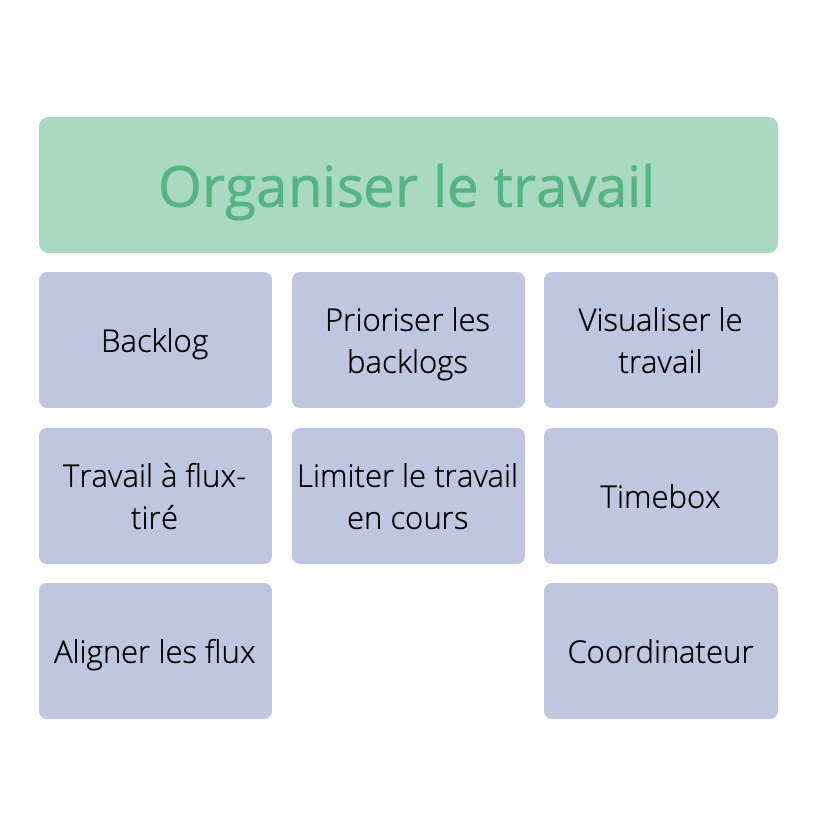 Organiser le travail
Backlog
Prioriser les
backlogs
Visualiser le
travail
Travail à flux-
tiré
Limiter le travail
en cours
Timebox
Aligner les flux
Coordinateur